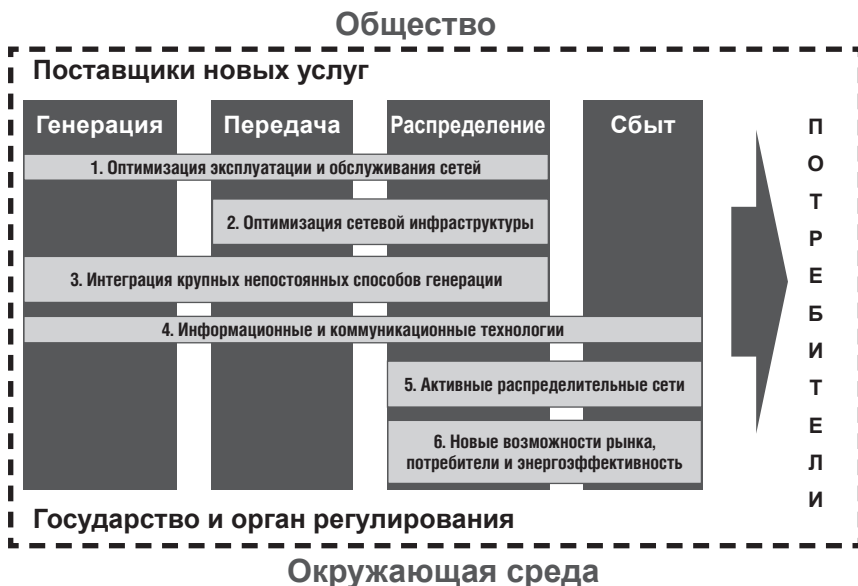 Общество
Поставщики новых услуг
Генерация Передача Распределение Сбыт
1. Оптимизация эксплуатации и обслуживания сетей
2. Оптимизация сетевой инфраструктуры
3. Интеграция крупных непостоянных способов генерации
4. Информационные и коммуникационные технологии
5. Активные распределительные сети
6. Новые возможности рынка,
потребители и энергоэффективность
ПОТРЕБИТЕЛИ
Государство и орган регулирования
Окружающая среда